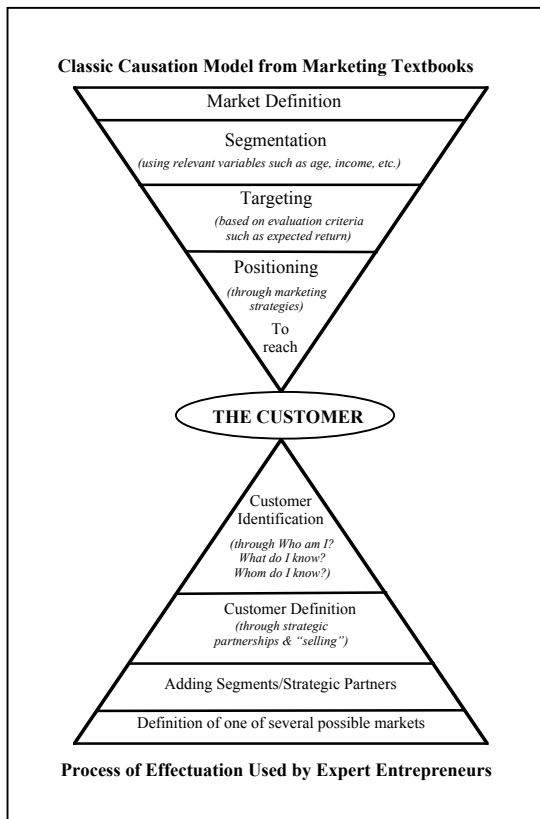 Classic Causation Model from Marketing Textbooks
Market Definition
Segmentation
(using relevant variables such as age, income, etc.)
Targeting
(based on evaluation criteria
such as expected return)
Positioning
(through marketing
strategies)
To
reach
THE CUSTOMER
Customer
Identification
(through Who am I?
What do I know?
Whom do I know?)
Customer Definition
(through strategic
partnerships & “selling”)
Adding Segments/Strategic Partners
Definition of one of several possible markets
Process of Effectuation Used by Expert Entrepreneurs